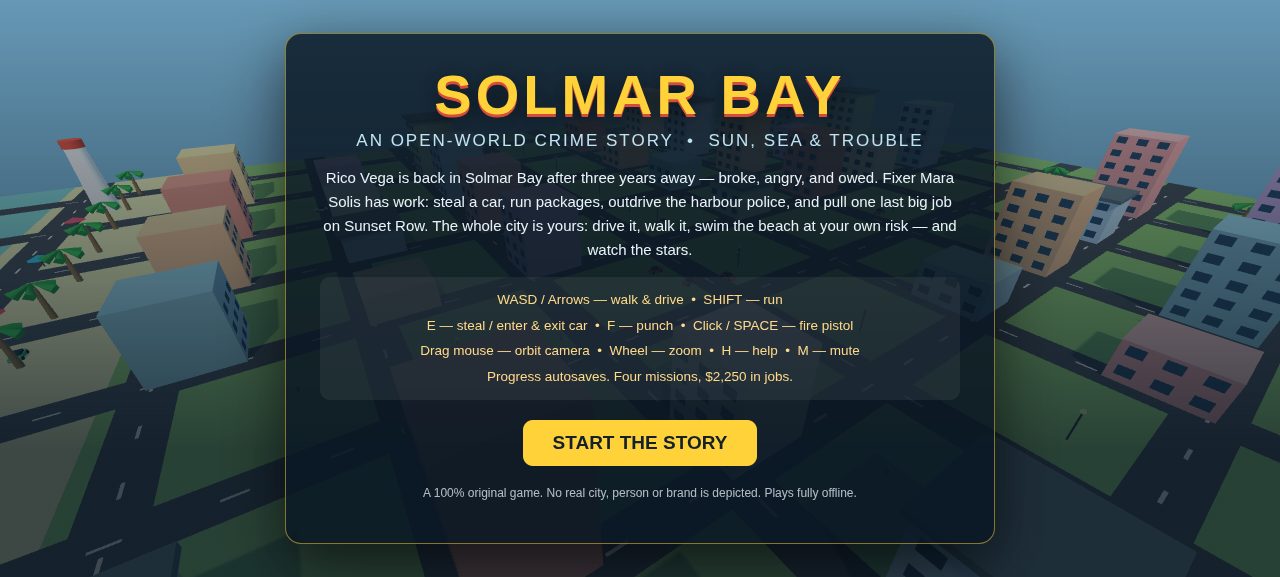 SOLMAR BAY
AN OPEN-WORLD CRIME STORY • SUN, SEA & TROUBLE
Rico Vega is back in Solmar Bay after three years away — broke, angry, and owed. Fixer Mara
Solis has work: steal a car, run packages, outdrive the harbour police, and pull one last big job
on Sunset Row. The whole city is yours: drive it, walk it, swim the beach at your own risk — and
watch the stars.
WASD / Arrows — walk & drive • SHIFT — run
E — steal / enter & exit car • F — punch • Click / SPACE — fire pistol
Drag mouse — orbit camera • Wheel — zoom • H — help • M — mute
Progress autosaves. Four missions, $2,250 in jobs.
START THE STORY
A 100% original game. No real city, person or brand is depicted. Plays fully offline.